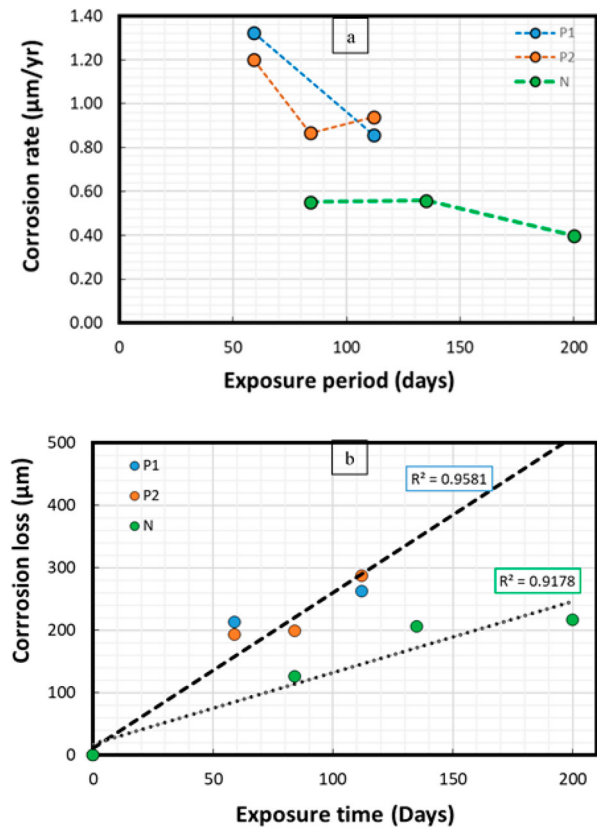 a
P1
P2
N
Corrosion rate (µm/yr)
1.40
1.20
1.00
0.80
0.60
0.40
0.20
0.00
0
50
100
150
200
Exposure period (days)
b
P1
P2
N
R² = 0.9581
R² = 0.9178
Corrrosion loss (µm)
500
400
300
200
100
0
0
50
100
150
200
Exposure time (Days)